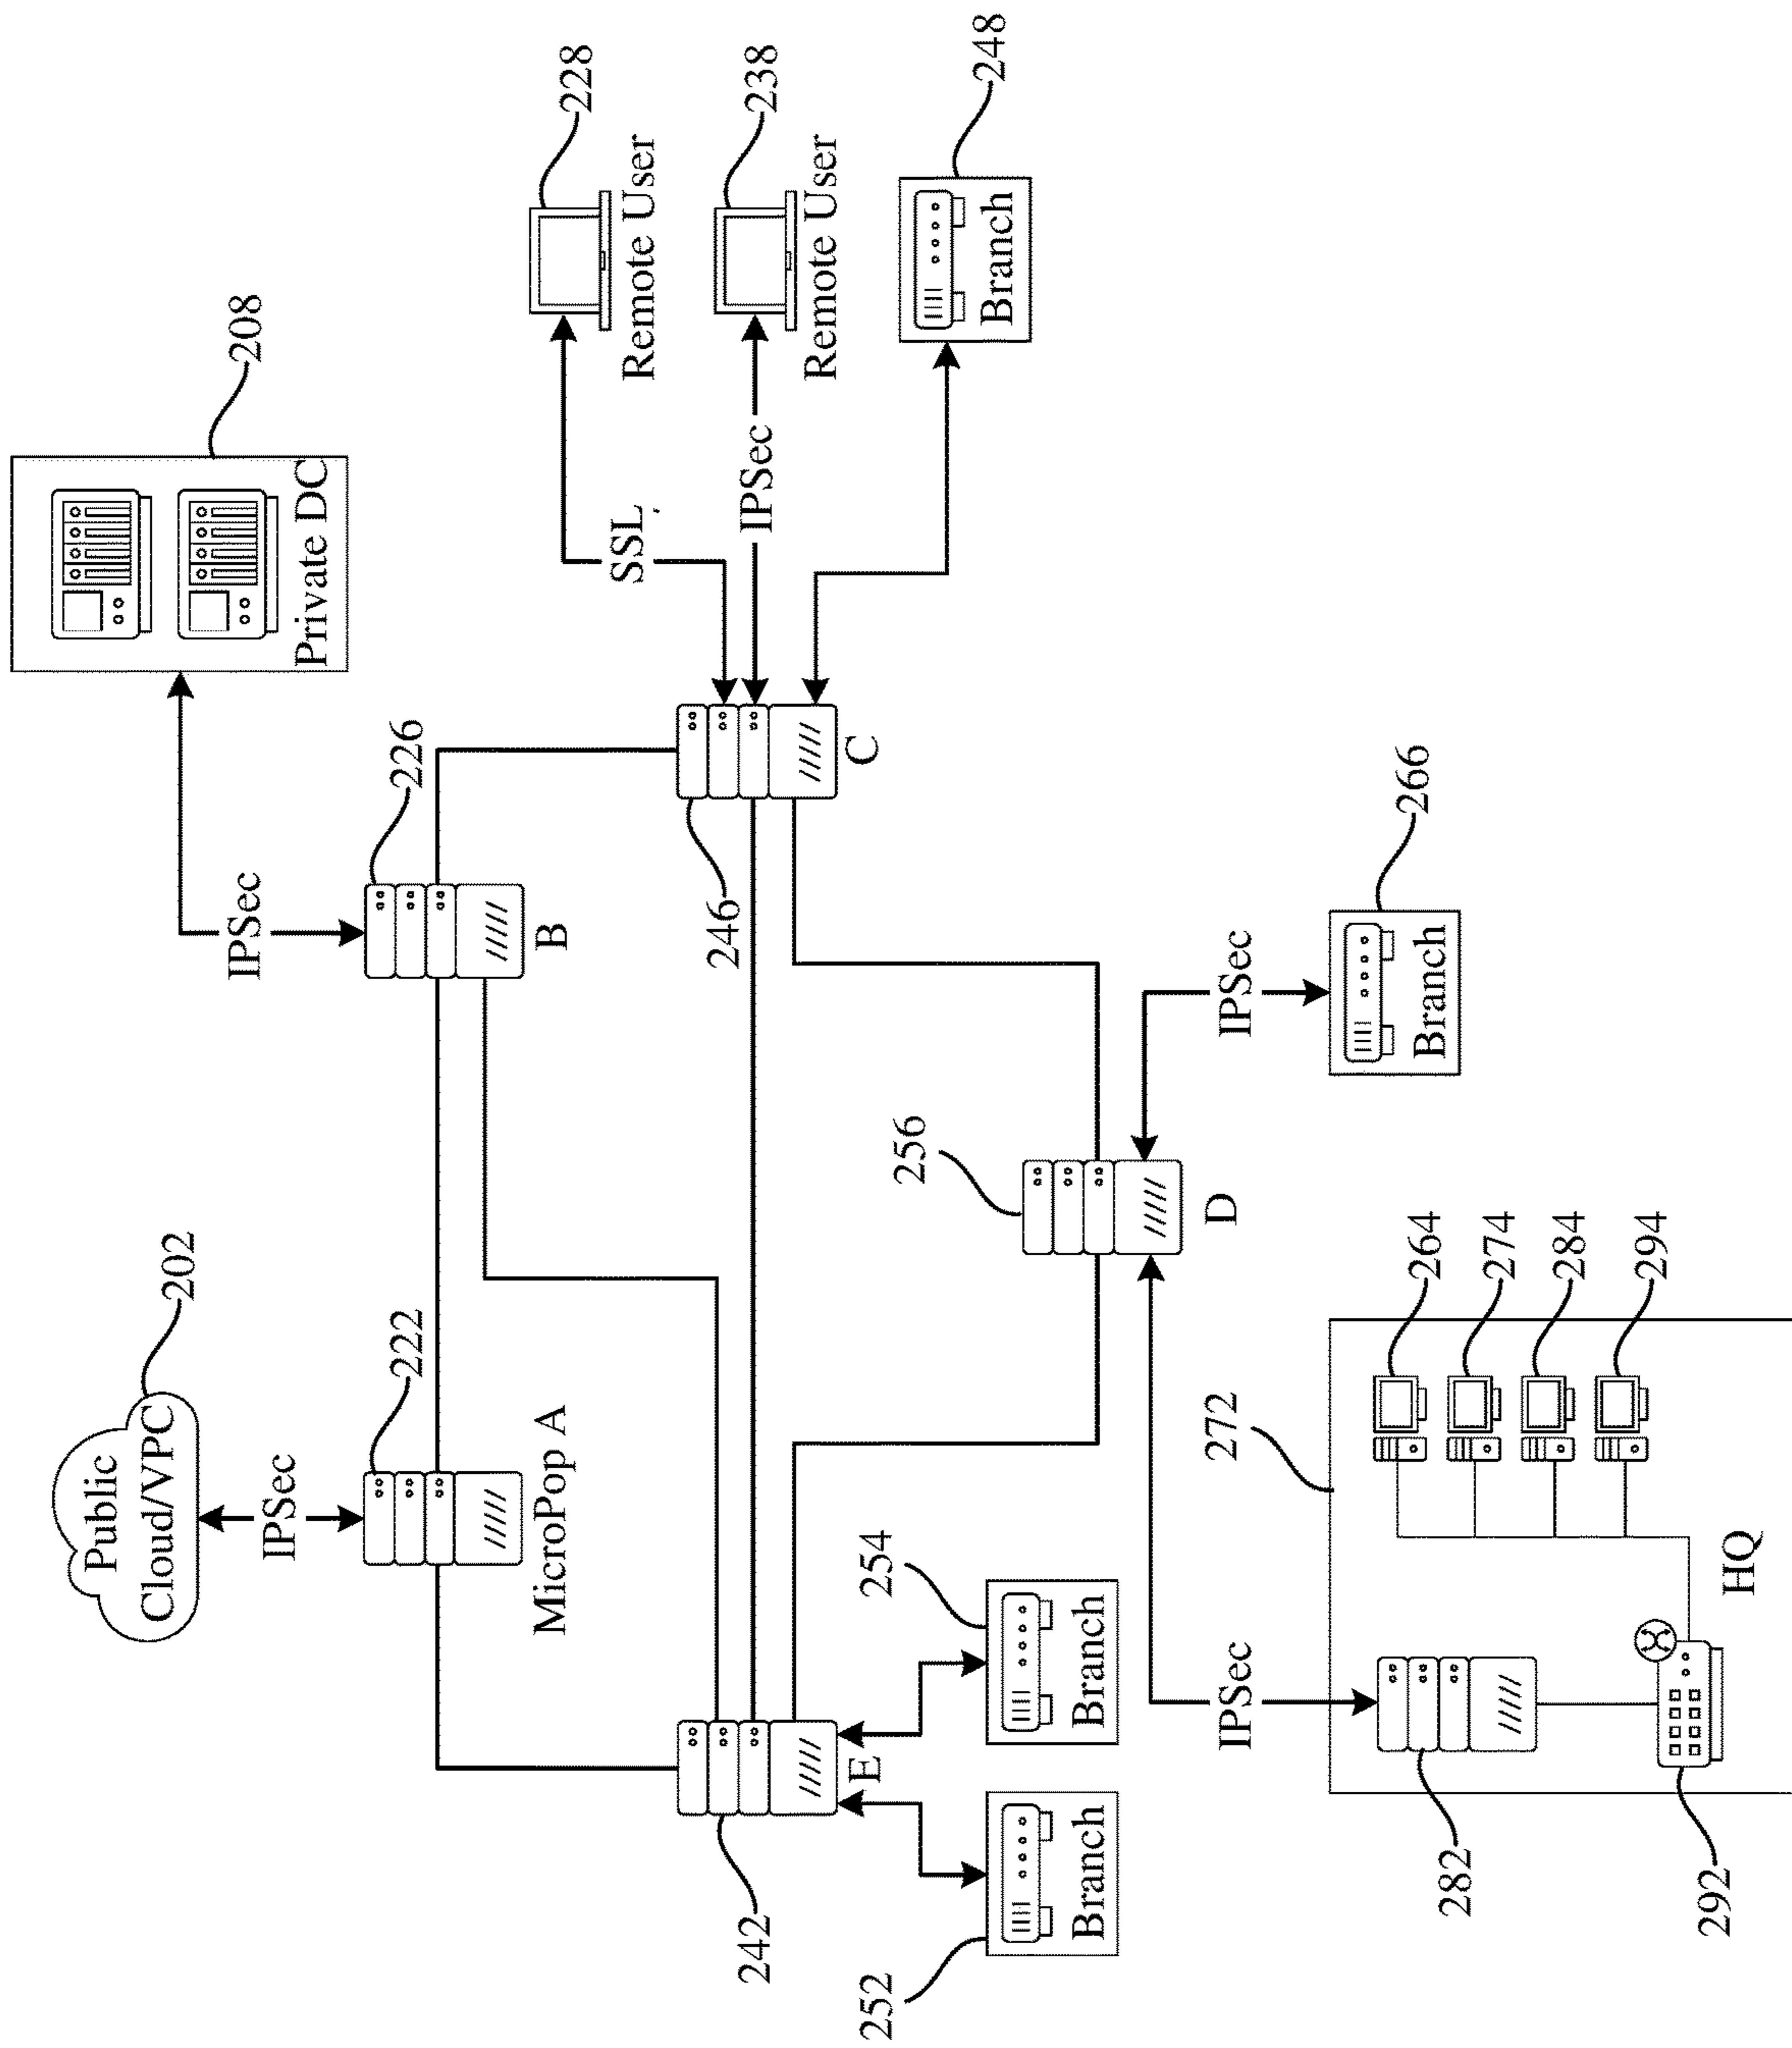 Public
Cloud/VPC
202
IPSec
222
MicroPop A
Private DC
208
IPSec
226
B
228
Remote User
SSL
238
Remote User
IPSec
248
Branch
246
C
242
E
252
Branch
254
Branch
256
D
IPSec
266
Branch
IPSec
272
282
292
HQ
264
274
284
294